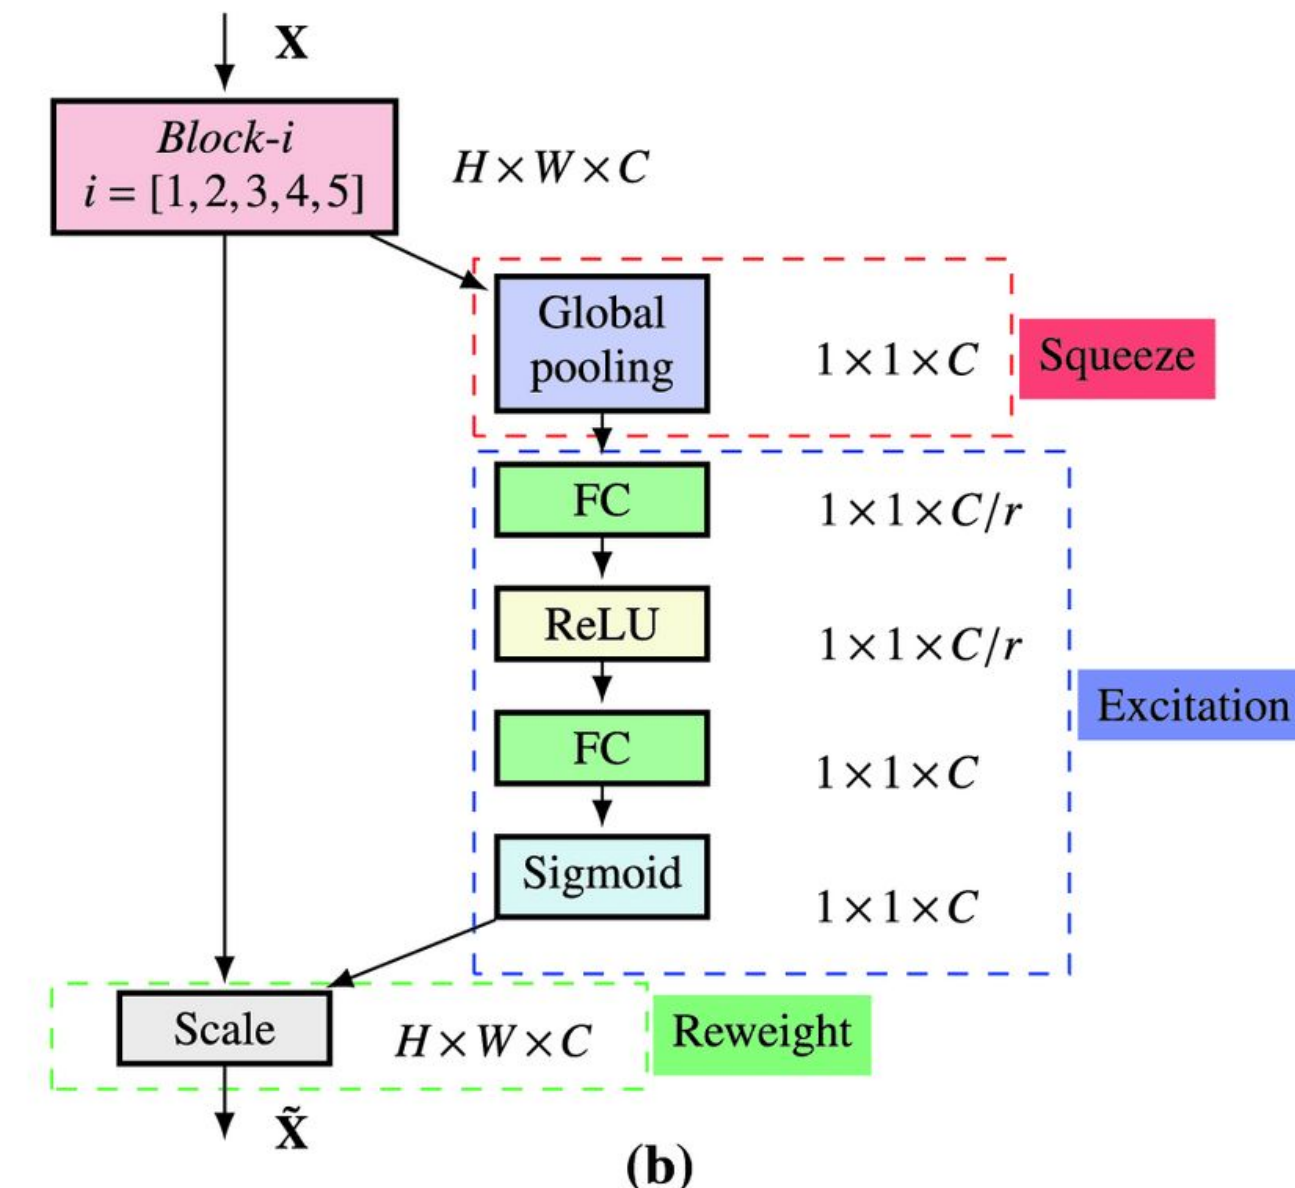 X
Block-i
i = [1,2,3,4,5]
H×W×C
Global
pooling
1×1×C
Squeeze
FC
1×1×C/r
ReLU
1×1×C/r
Excitation
FC
1×1×C
Sigmoid
1×1×C
Scale
H×W×C
Reweight
X̃
(b)